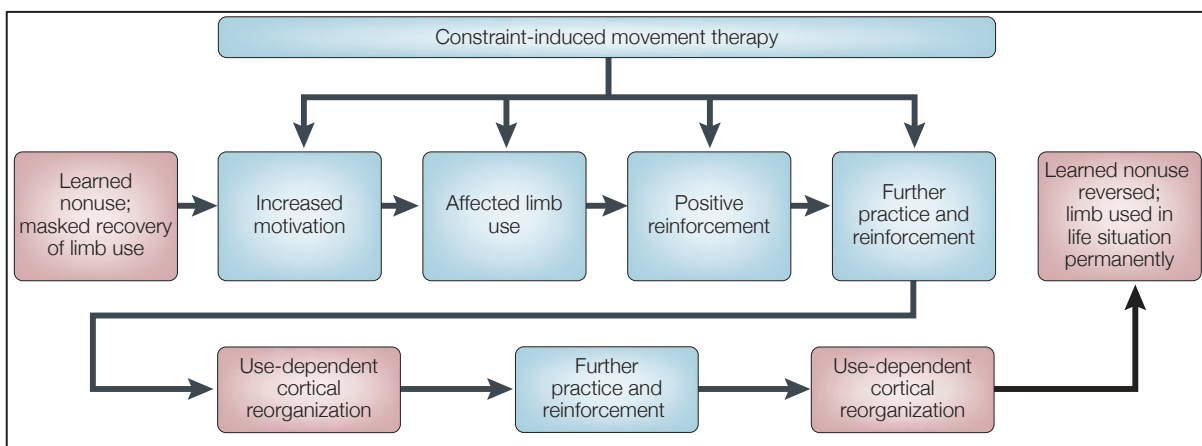 Constraint-induced movement therapy
Learned
nonuse;
masked recovery
of limb use
Increased
motivation
Affected limb
use
Positive
reinforcement
Further
practice and
reinforcement
Learned nonuse
reversed;
limb used in
life situation
permanently
Use-dependent
cortical
reorganization
Further
practice and
reinforcement
Use-dependent
cortical
reorganization